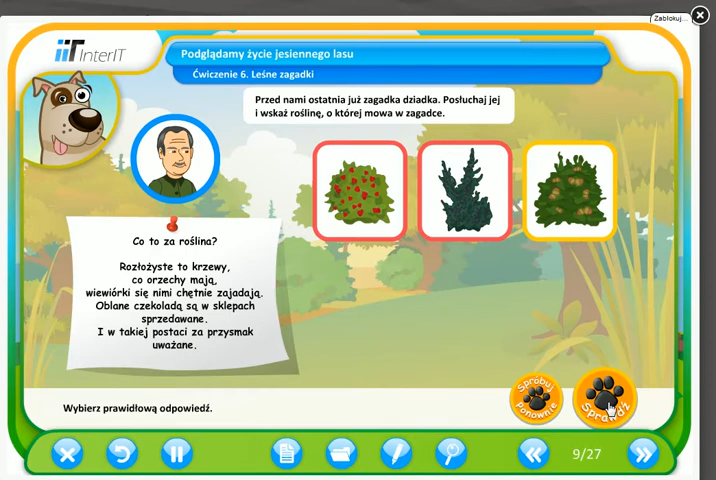 Zablokuj...
iiT InterIT
Podglądamy życie jesiennego lasu
Ćwiczenie 6. Leśne zagadki
Przed nami ostatnia już zagadka dziadka. Posłuchaj jej
i wskaż roślinę, o której mowa w zagadce.
Co to za roślina?
Rozłożyste to krzewy,
co orzechy mają,
wiewiórki się nimi chętnie zajadają.
Oblane czekoladą są w sklepach
sprzedawane.
I w takiej postaci za przysmak
uważane.
Wybierz prawidłową odpowiedź.
Spróbuj
ponownie
Sprawdź
9/27